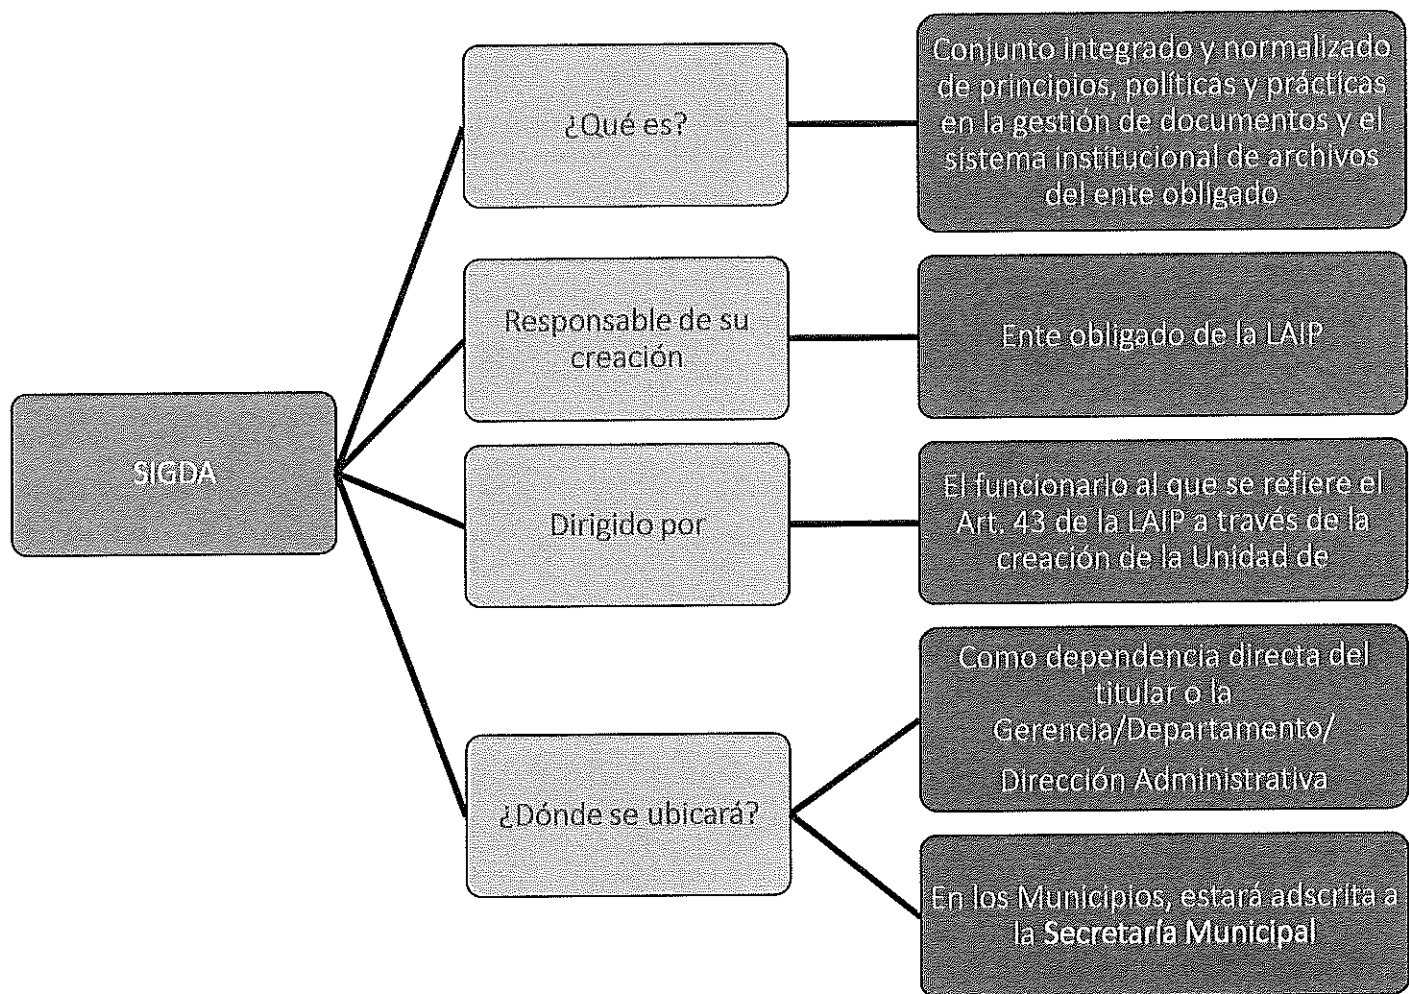 SIGDA
¿Qué es?
Conjunto integrado y normalizado
de principios, políticas y prácticas
en la gestión de documentos y el
sistema institucional de archivos
del ente obligado
Responsable de su
creación
Ente obligado de la LAIP
Dirigido por
El funcionario al que se refiere el
Art. 43 de la LAIP a través de la
creación de la Unidad de
¿Dónde se ubicará?
Como dependencia directa del
titular o la
Gerencia/Departamento/
Dirección Administrativa
En los Municipios, estará adscrita a
la Secretaría Municipal